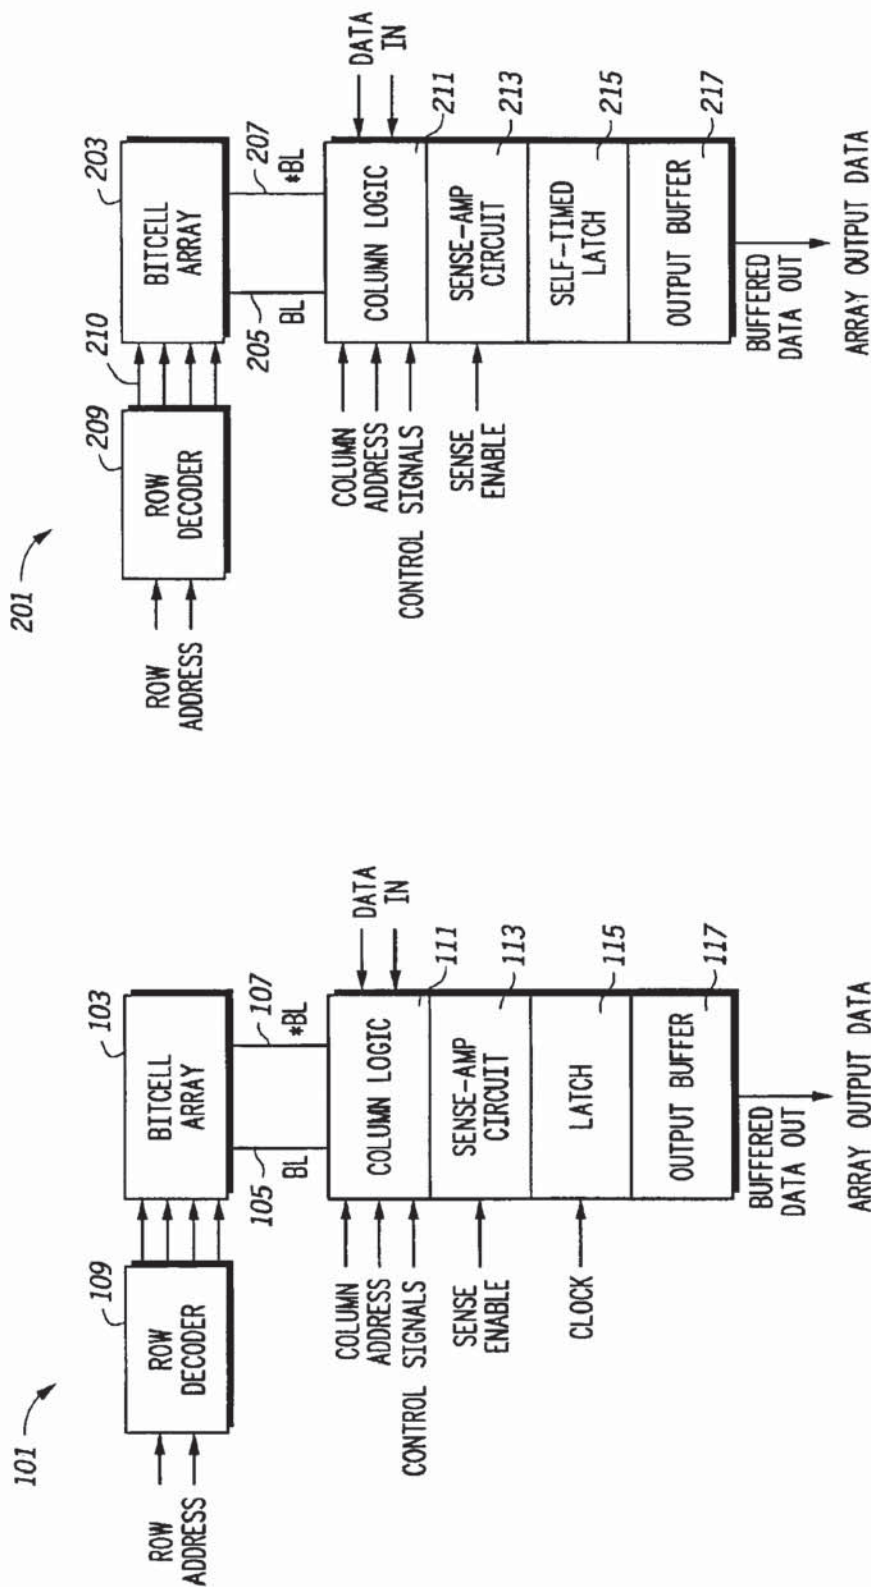 101
ROW
ADDRESS
109
ROW
DECODER
103
BITCELL
ARRAY
105
BL
107
*BL
COLUMN
ADDRESS
CONTROL SIGNALS
SENSE
ENABLE
CLOCK
COLUMN LOGIC
SENSE-AMP
CIRCUIT
LATCH
OUTPUT BUFFER
DATA
IN
111
113
115
117
BUFFERED
DATA OUT
ARRAY OUTPUT DATA
201
ROW
ADDRESS
209
ROW
DECODER
210
203
BITCELL
ARRAY
205
BL
207
*BL
COLUMN
ADDRESS
CONTROL SIGNALS
SENSE
ENABLE
COLUMN LOGIC
SENSE-AMP
CIRCUIT
SELF-TIMED
LATCH
OUTPUT BUFFER
DATA
IN
211
213
215
217
BUFFERED
DATA OUT
ARRAY OUTPUT DATA